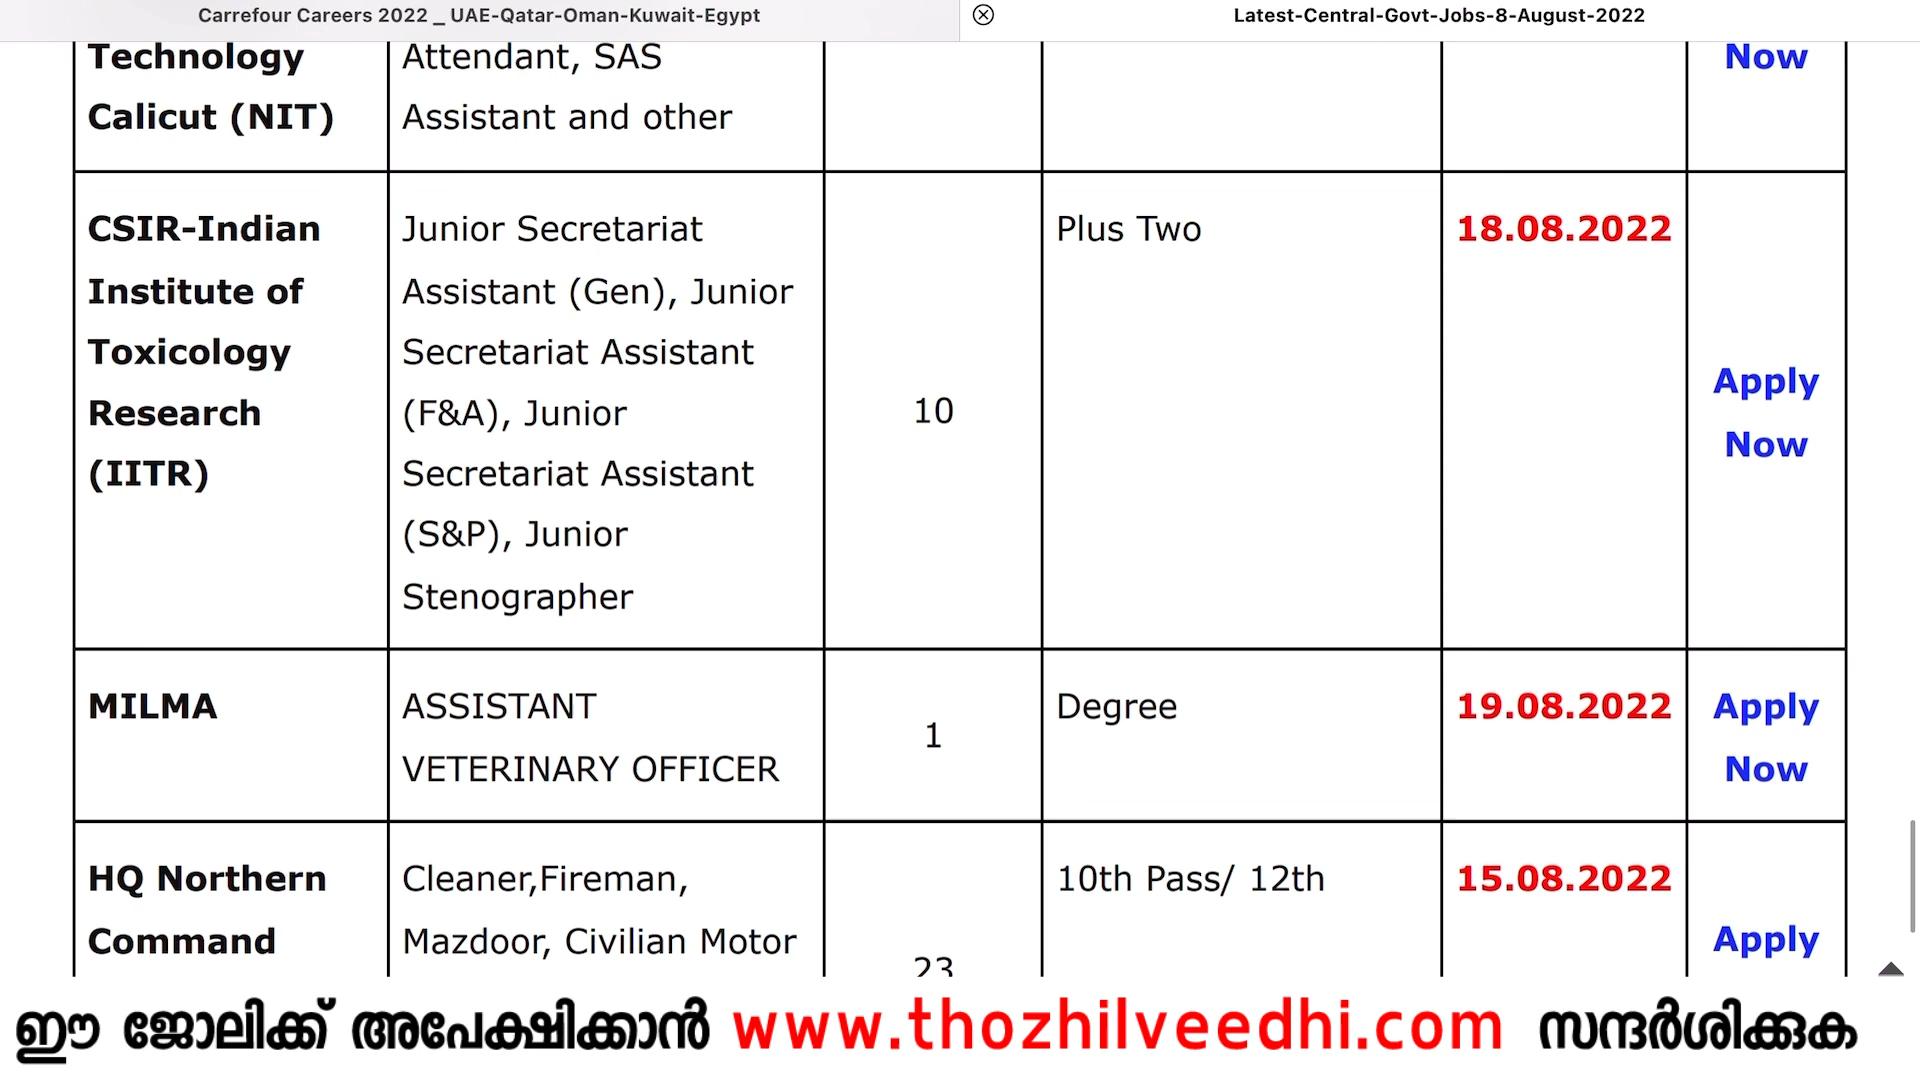 Carrefour Careers 2022 _ UAE-Qatar-Oman-Kuwait-Egypt
Latest-Central-Govt-Jobs-8-August-2022
Technology
Calicut (NIT)
Attendant, SAS
Assistant and other
Now
CSIR-Indian
Institute of
Toxicology
Research
(IITR)
Junior Secretariat
Assistant (Gen), Junior
Secretariat Assistant
(F&A), Junior
Secretariat Assistant
(S&P), Junior
Stenographer
10
Plus Two
18.08.2022
Apply
Now
MILMA
ASSISTANT
VETERINARY OFFICER
1
Degree
19.08.2022
Apply
Now
HQ Northern
Command
Cleaner,Fireman,
Mazdoor, Civilian Motor
23
10th Pass/ 12th
15.08.2022
Apply
ഈ ജോലിക്ക് അപേക്ഷിക്കാൻ www.thozhilveedhi.com സന്ദർശിക്കുക